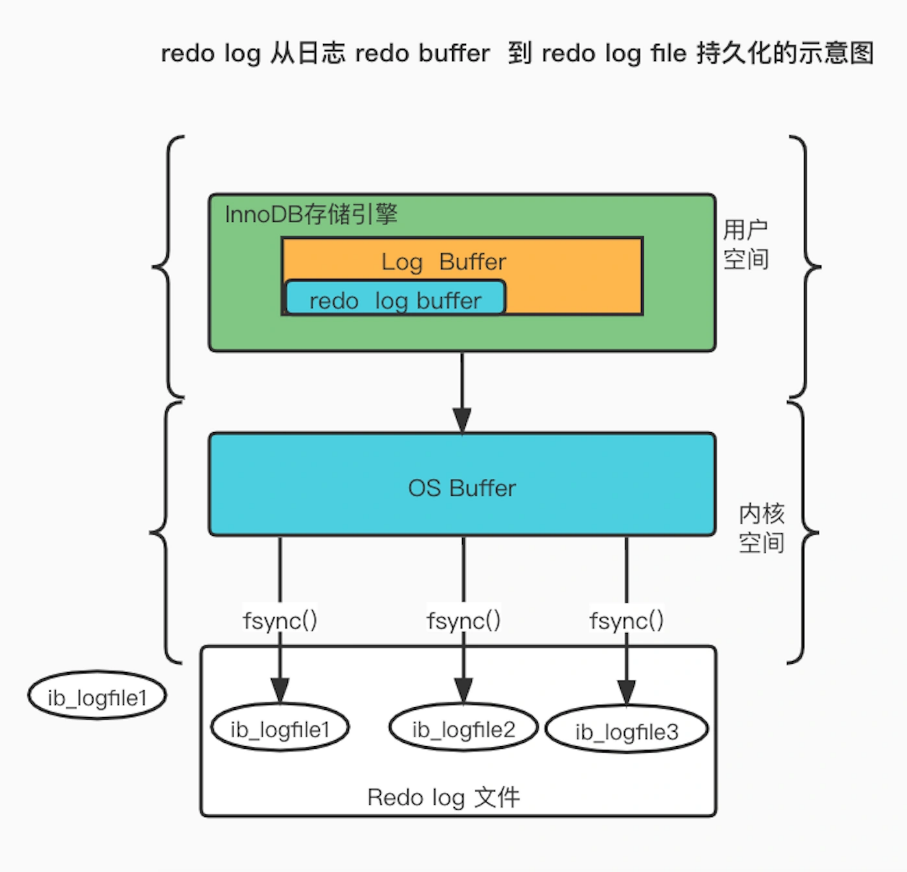 redo log 从日志 redo buffer 到 redo log file 持久化的示意图
InnoDB存储引擎
Log Buffer
redo log buffer
用户
空间
OS Buffer
内核
空间
fsync()
fsync()
fsync()
ib_logfile1
ib_logfile1
ib_logfile2
ib_logfile3
Redo log 文件